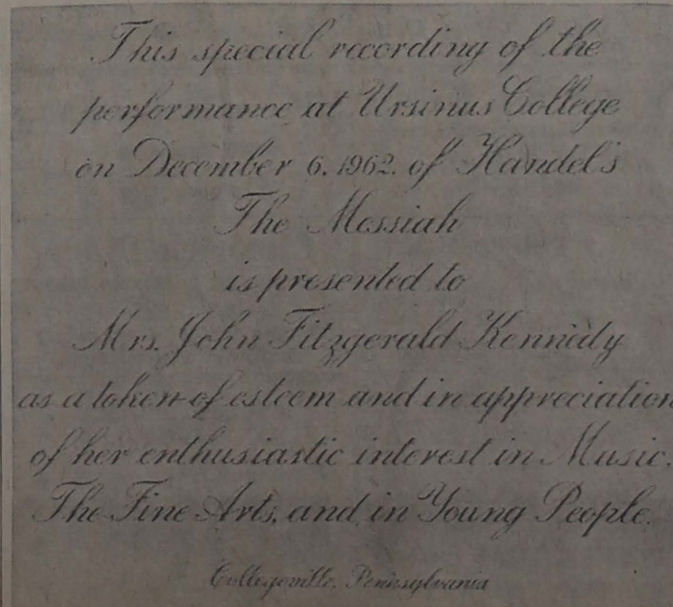 This special recording of the
performance at Ursinus College
on December 6, 1962, of Handel's
The Messiah
is presented to
Mrs. John Fitzgerald Kennedy
as a token of esteem and in appreciation
of her enthusiastic interest in Music,
The Fine Arts, and in Young People.
Collegeville, Pennsylvania